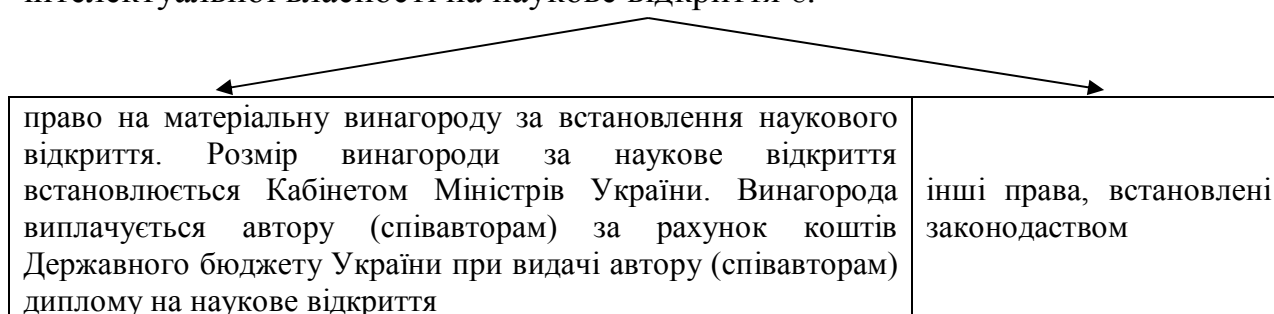 інтелектуальної власності на наукове відкриття є:
право на матеріальну винагороду за встановлення наукового
відкриття. Розмір винагороди за наукове відкриття
встановлюється Кабінетом Міністрів України. Винагорода
виплачується автору (співавторам) за рахунок коштів
Державного бюджету України при видачі автору (співавторам)
диплому на наукове відкриття
інші права, встановлені
законодаством